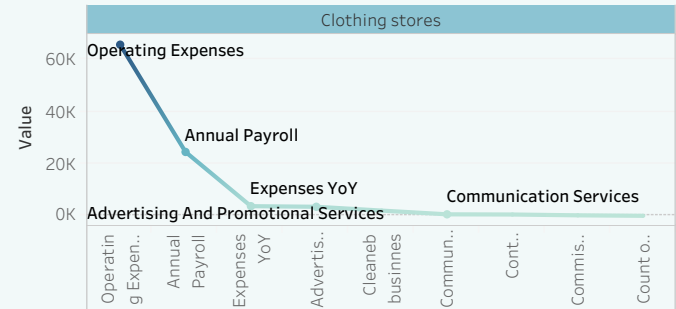 Clothing stores
Operating Expenses
60K
40K
Value
Annual Payroll
20K
Expenses YoY
Communication Services
0K
Advertising And Promotional Services
Operatin
g Expen..
Annual
Payroll
Expenses
YoY
Advertis..
Cleaneb
businnes
Commun..
Cont..
Commis..
Count o..